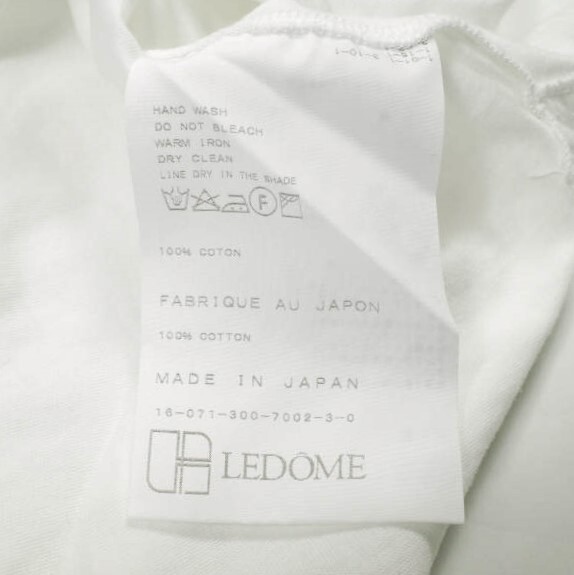 HAND WASH
DO NOT BLEACH
WARM IRON
DRY CLEAN
LINE DRY IN THE SHADE
F
100% COTON
FABRIQUE AU JAPON
100% COTTON
MADE IN JAPAN
16-071-300-7002-3-0
LEDÔME